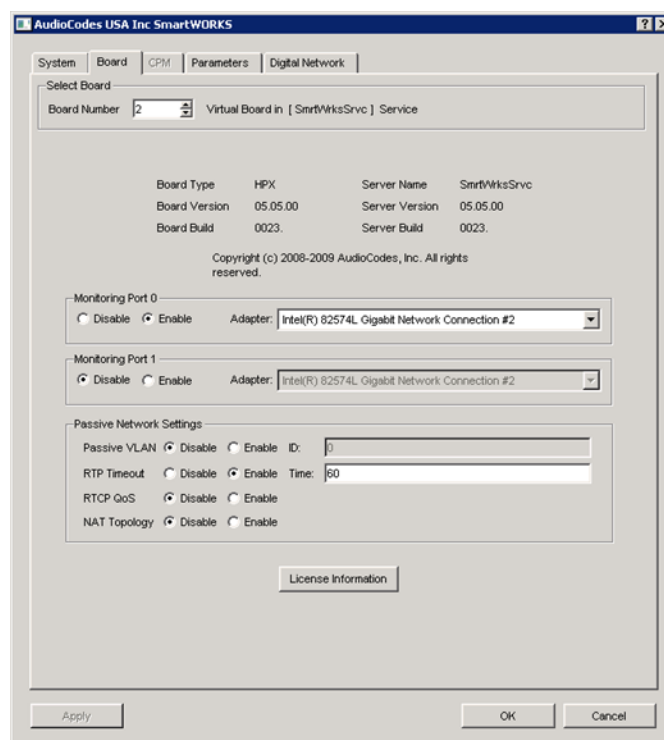 AudioCodes USA Inc SmartWORKS
System Board CPM Parameters Digital Network
Select Board
Board Number 2 Virtual Board in [ SmrtWrksSrvc ] Service
Board Type HPX Server Name SmrtWrksSrvc
Board Version 05.05.00 Server Version 05.05.00
Board Build 0023. Server Build 0023.
Copyright (c) 2008-2009 AudioCodes, Inc. All rights
reserved.
Monitoring Port 0
Disable Enable Adapter: Intel(R) 82574L Gigabit Network Connection #2
Monitoring Port 1
Disable Enable Adapter: Intel(R) 82574L Gigabit Network Connection #2
Passive Network Settings
Passive VLAN Disable Enable ID: 0
RTP Timeout Disable Enable Time: 60
RTCP QoS Disable Enable
NAT Topology Disable Enable
License Information
Apply OK Cancel